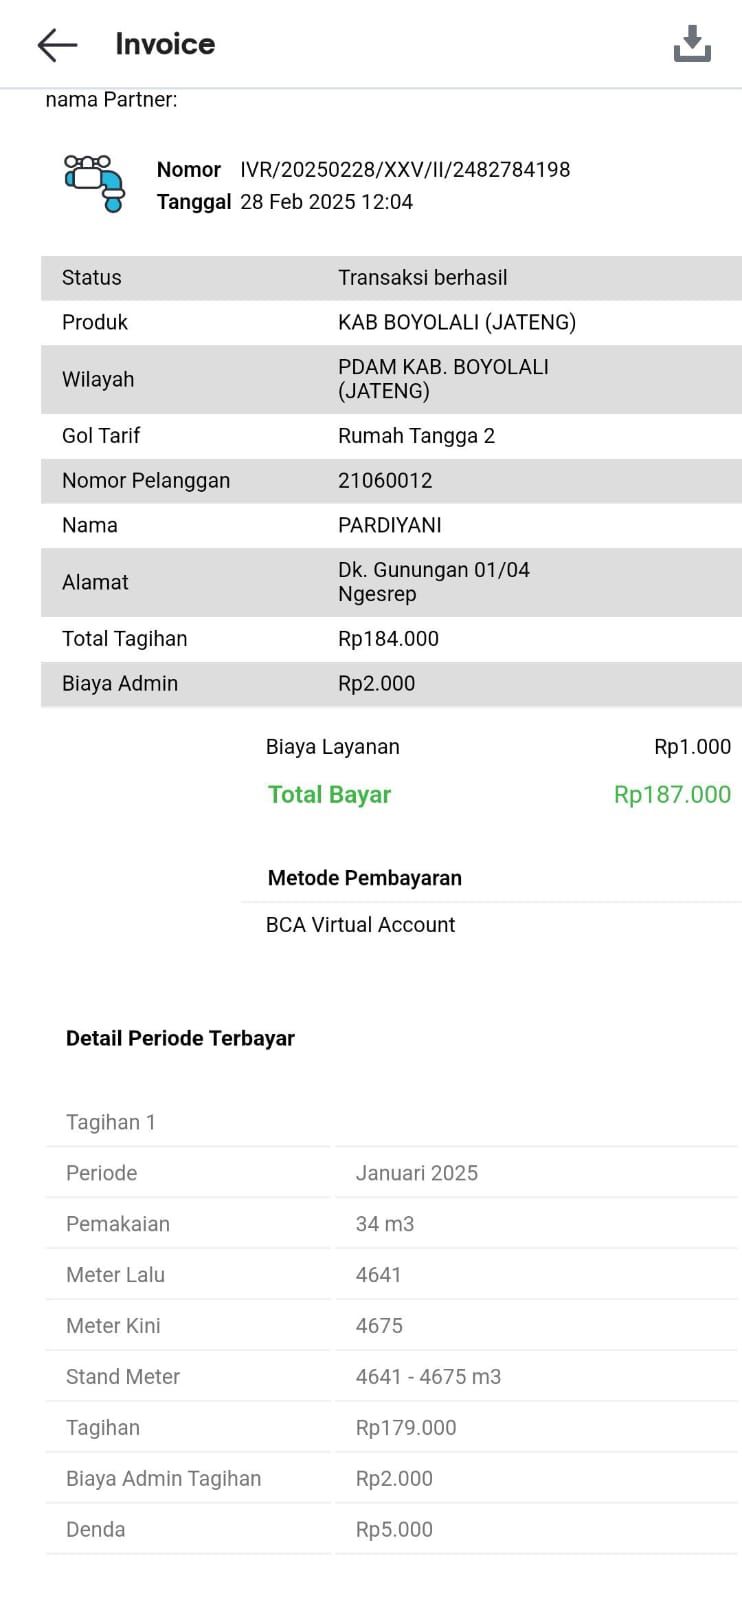 Invoice
nama Partner:
Nomor IVR/20250228/XXV/II/2482784198
Tanggal 28 Feb 2025 12:04
Status Transaksi berhasil
Produk KAB BOYOLALI (JATENG)
Wilayah PDAM KAB. BOYOLALI
(JATENG)
Gol Tarif Rumah Tangga 2
Nomor Pelanggan 21060012
Nama PARDIYANI
Alamat Dk. Gunungan 01/04
Ngesrep
Total Tagihan Rp184.000
Biaya Admin Rp2.000
Biaya Layanan Rp1.000
Total Bayar Rp187.000
Metode Pembayaran
BCA Virtual Account
Detail Periode Terbayar
Tagihan 1
Periode Januari 2025
Pemakaian 34 m3
Meter Lalu 4641
Meter Kini 4675
Stand Meter 4641 - 4675 m3
Tagihan Rp179.000
Biaya Admin Tagihan Rp2.000
Denda Rp5.000